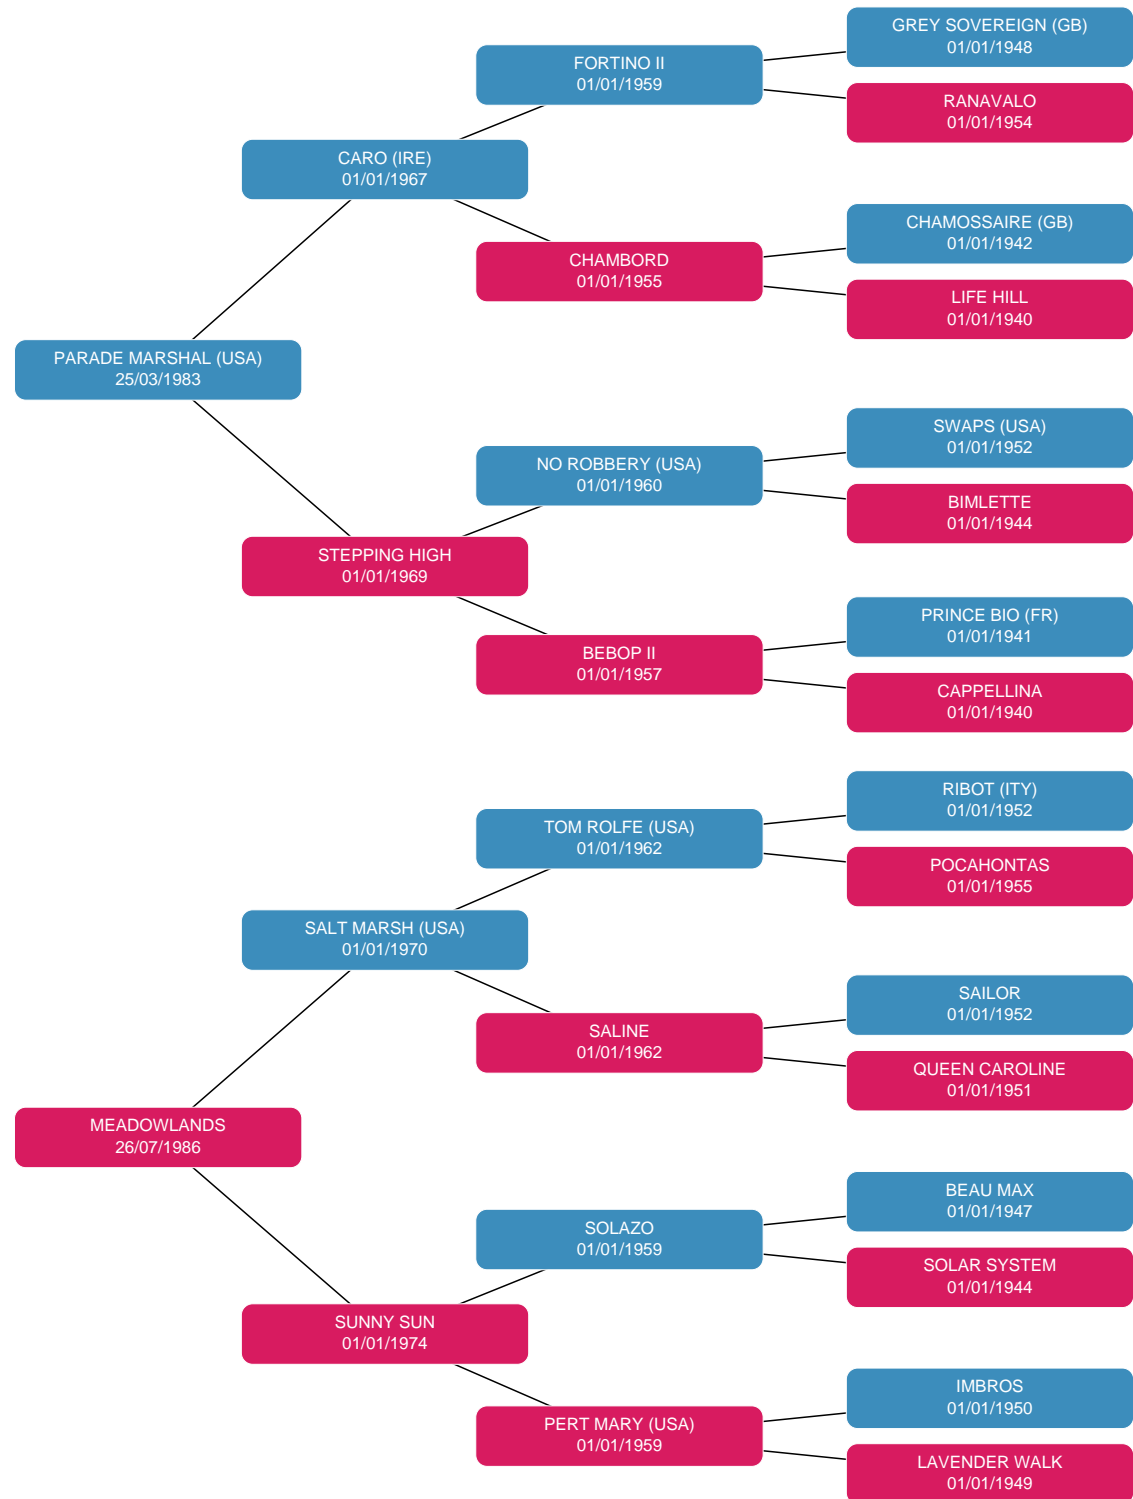 GREY SOVEREIGN (GB)
01/01/1948
FORTINO II
01/01/1959
RANAVALO
01/01/1954
CARO (IRE)
01/01/1967
CHAMOSSAIRE (GB)
01/01/1942
CHAMBORD
01/01/1955
LIFE HILL
01/01/1940
PARADE MARSHAL (USA)
25/03/1983
SWAPS (USA)
01/01/1952
NO ROBBERY (USA)
01/01/1960
BIMLETTE
01/01/1944
STEPPING HIGH
01/01/1969
PRINCE BIO (FR)
01/01/1941
BEBOP II
01/01/1957
CAPPELLINA
01/01/1940
RIBOT (ITY)
01/01/1952
TOM ROLFE (USA)
01/01/1962
POCAHONTAS
01/01/1955
SALT MARSH (USA)
01/01/1970
SAILOR
01/01/1952
SALINE
01/01/1962
QUEEN CAROLINE
01/01/1951
MEADOWLANDS
26/07/1986
BEAU MAX
01/01/1947
SOLAZO
01/01/1959
SOLAR SYSTEM
01/01/1944
SUNNY SUN
01/01/1974
IMBROS
01/01/1950
PERT MARY (USA)
01/01/1959
LAVENDER WALK
01/01/1949